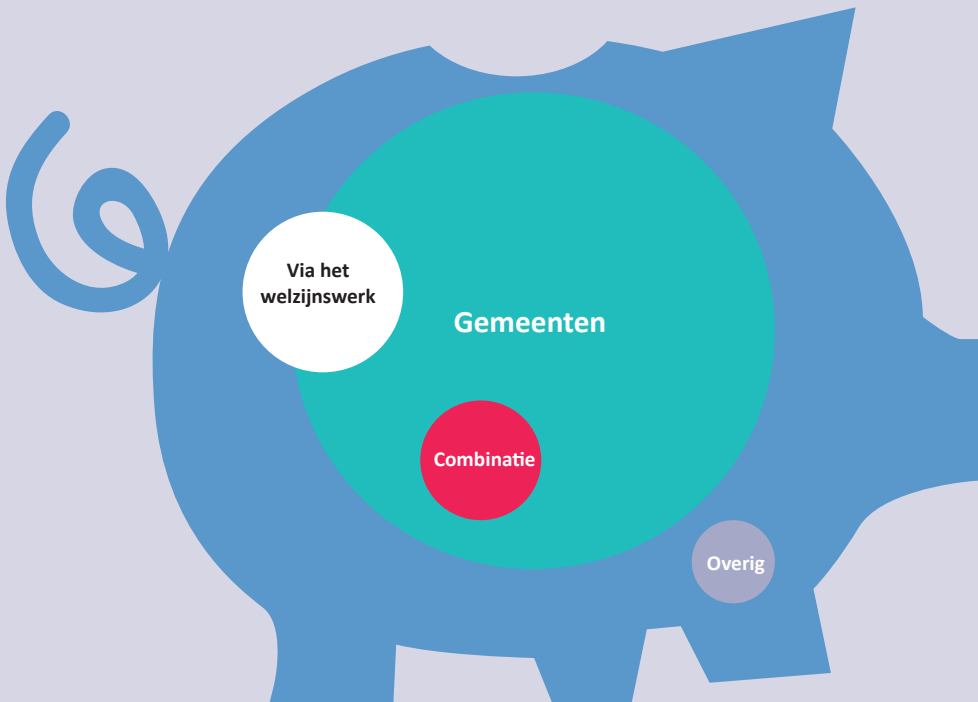 Via het
welzijnswerk
Gemeenten
Combinatie
Overig